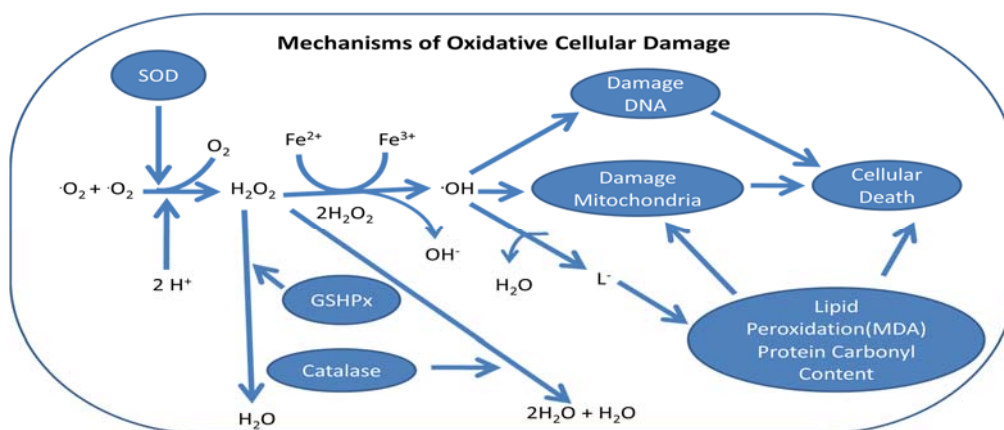 Mechanisms of Oxidative Cellular Damage
SOD
Damage
DNA
O₂
Fe²⁺
Fe³⁺
·O₂ + ·O₂
H₂O₂
·OH
Damage
Mitochondria
Cellular
Death
2H₂O₂
OH⁻
2 H⁺
H₂O
L⁻
GSHPx
Lipid
Peroxidation(MDA)
Protein Carbonyl
Content
Catalase
H₂O
2H₂O + H₂O